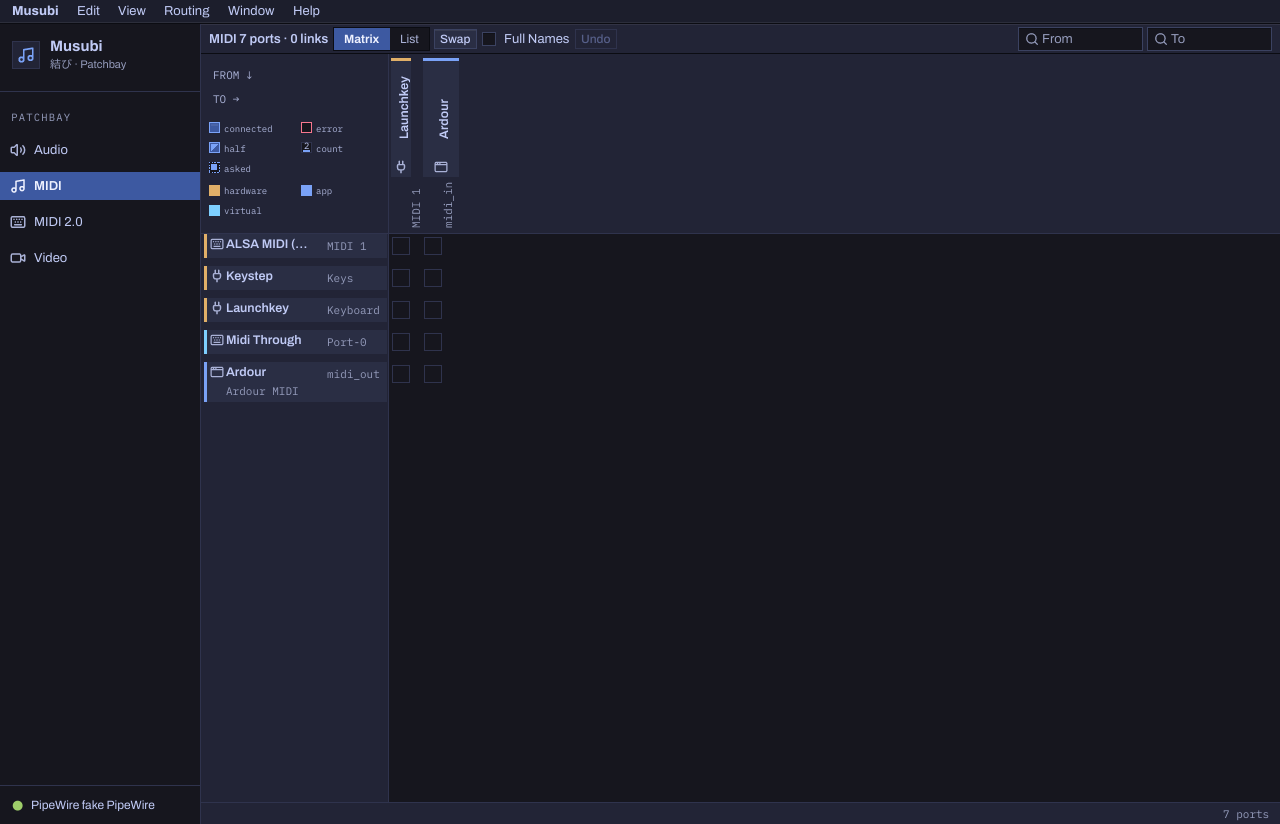 Musubi Edit View Routing Window Help
Musubi
結び · Patchbay
PATCHBAY
Audio
MIDI
MIDI 2.0
Video
PipeWire fake PipeWire
MIDI 7 ports · 0 links Matrix List Swap Full Names Undo From To
FROM ↓
TO →
connected error
half 2 count
asked
hardware app
virtual
Launchkey
MIDI 1
Ardour
midi_in
ALSA MIDI (... MIDI 1
Keystep Keys
Launchkey Keyboard
Midi Through Port-0
Ardour midi_out
Ardour MIDI
7 ports